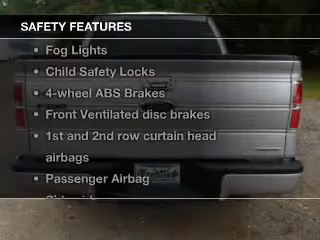 SAFETY FEATURES
• Fog Lights
• Child Safety Locks
• 4-wheel ABS Brakes
• Front Ventilated disc brakes
• 1st and 2nd row curtain head
airbags
• Passenger Airbag